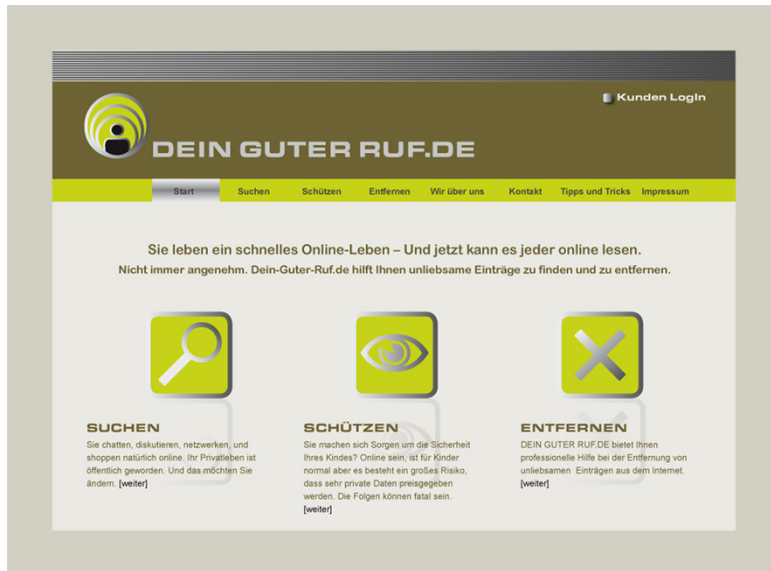 Kunden LogIn
DEIN GUTER RUF.DE
Start Suchen Schützen Entfernen Wir über uns Kontakt Tipps und Tricks Impressum
Sie leben ein schnelles Online-Leben – Und jetzt kann es jeder online lesen.
Nicht immer angenehm. Dein-Guter-Ruf.de hilft Ihnen unliebsame Einträge zu finden und zu entfernen.
SUCHEN
Sie chatten, diskutieren, netzwerken, und
shoppen natürlich online. Ihr Privatleben ist
öffentlich geworden. Und das möchten Sie
ändern. [weiter]
SCHÜTZEN
Sie machen sich Sorgen um die Sicherheit
Ihres Kindes? Online sein, ist für Kinder
normal aber es besteht ein großes Risiko,
dass sehr private Daten preisgegeben
werden. Die Folgen können fatal sein.
[weiter]
ENTFERNEN
DEIN GUTER RUF.DE bietet Ihnen
professionelle Hilfe bei der Entfernung von
unliebsamen Einträgen aus dem Internet.
[weiter]